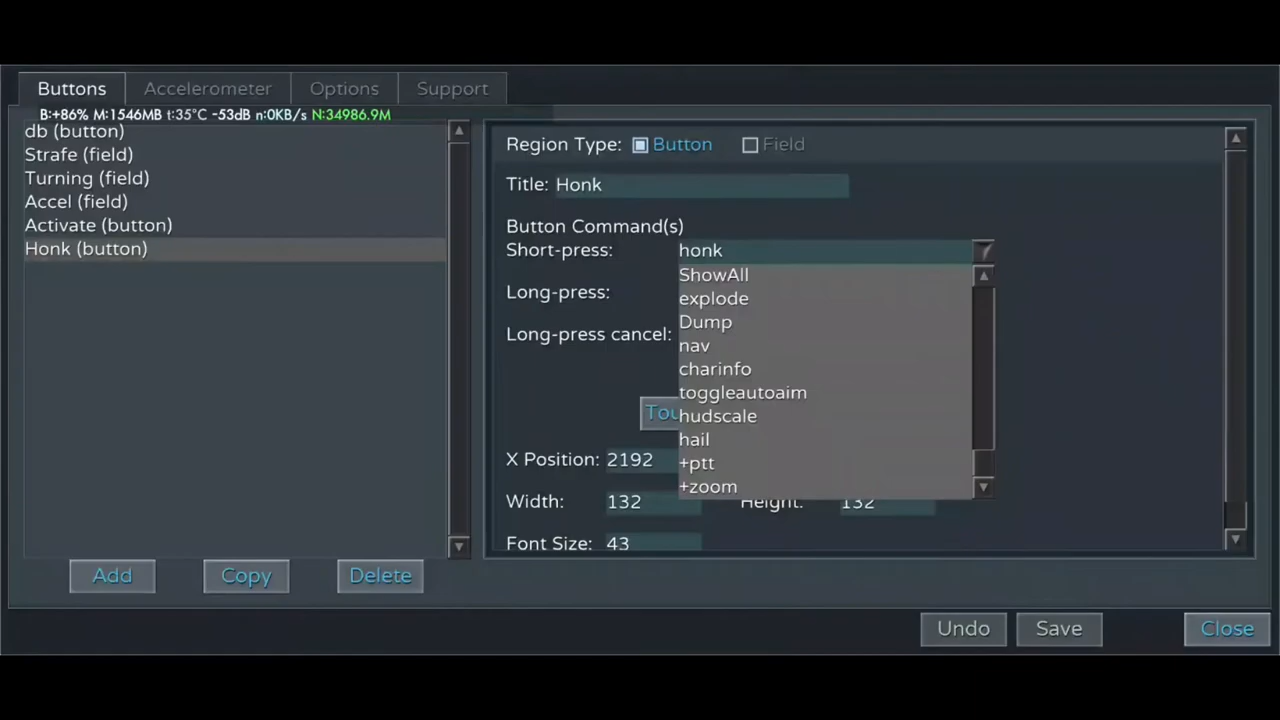 Buttons Accelerometer Options Support
B:+86% M:1546MB t:35°C -53dB n:0KB/s N:34986.9M
db (button)
Strafe (field)
Turning (field)
Accel (field)
Activate (button)
Honk (button)
Add Copy Delete
Region Type: Button Field
Title: Honk
Button Command(s)
Short-press: honk
ShowAll
explode
Dump
nav
charinfo
toggleautoaim
hudscale
hail
+ptt
+zoom
Long-press:
Long-press cancel:
Tou
X Position: 2192
Width: 132 Height: 132
Font Size: 43
Undo Save Close